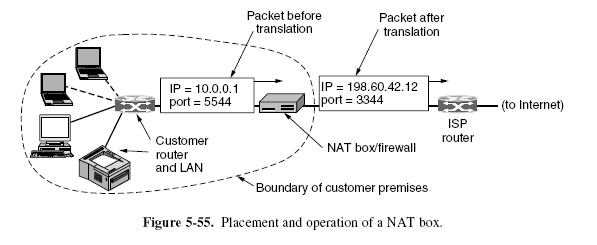 Packet before
translation
Packet after
translation
IP = 10.0.0.1
port = 5544
IP = 198.60.42.12
port = 3344
(to Internet)
ISP
router
Customer
router
and LAN
NAT box/firewall
Boundary of customer premises
Figure 5-55. Placement and operation of a NAT box.